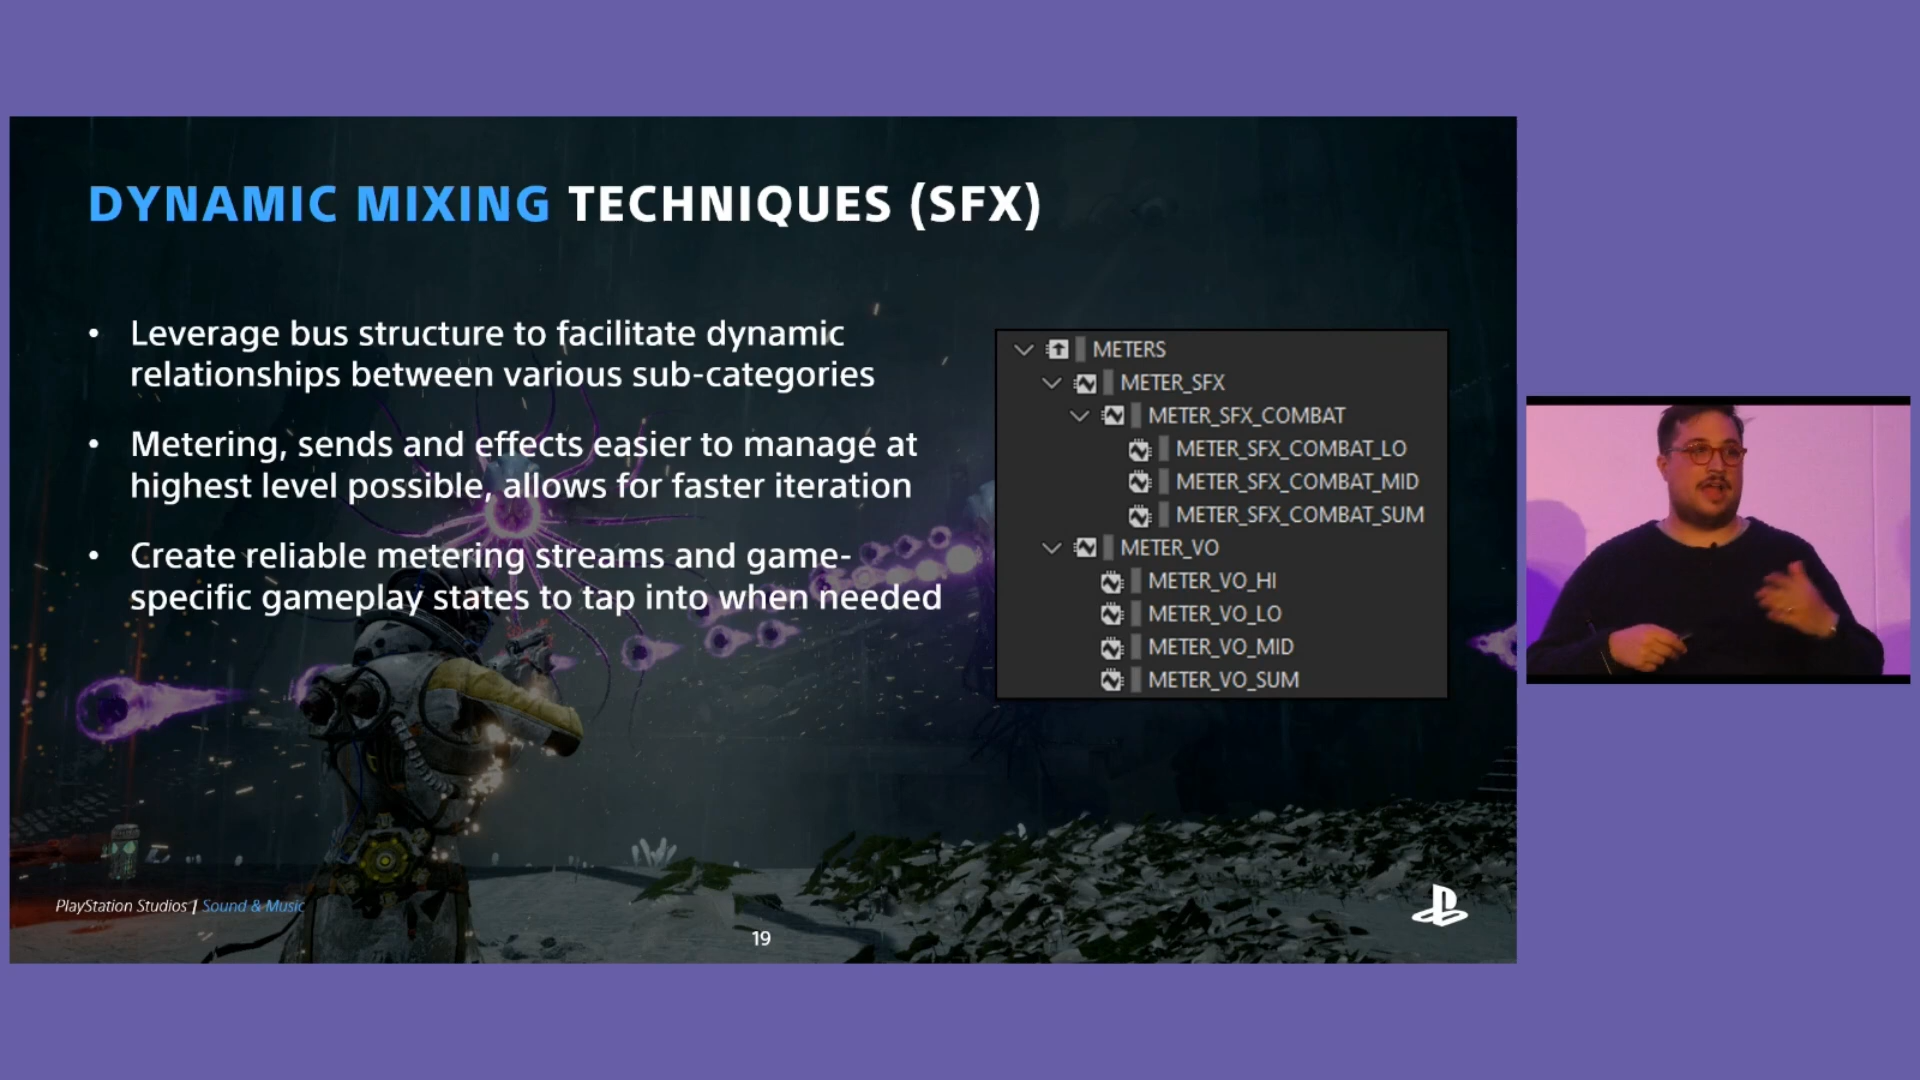 DYNAMIC MIXING TECHNIQUES (SFX)
• Leverage bus structure to facilitate dynamic
relationships between various sub-categories
• Metering, sends and effects easier to manage at
highest level possible, allows for faster iteration
• Create reliable metering streams and game-
specific gameplay states to tap into when needed
METERS
METER_SFX
METER_SFX_COMBAT
METER_SFX_COMBAT_LO
METER_SFX_COMBAT_MID
METER_SFX_COMBAT_SUM
METER_VO
METER_VO_HI
METER_VO_LO
METER_VO_MID
METER_VO_SUM
PlayStation Studios | Sound & Music
19